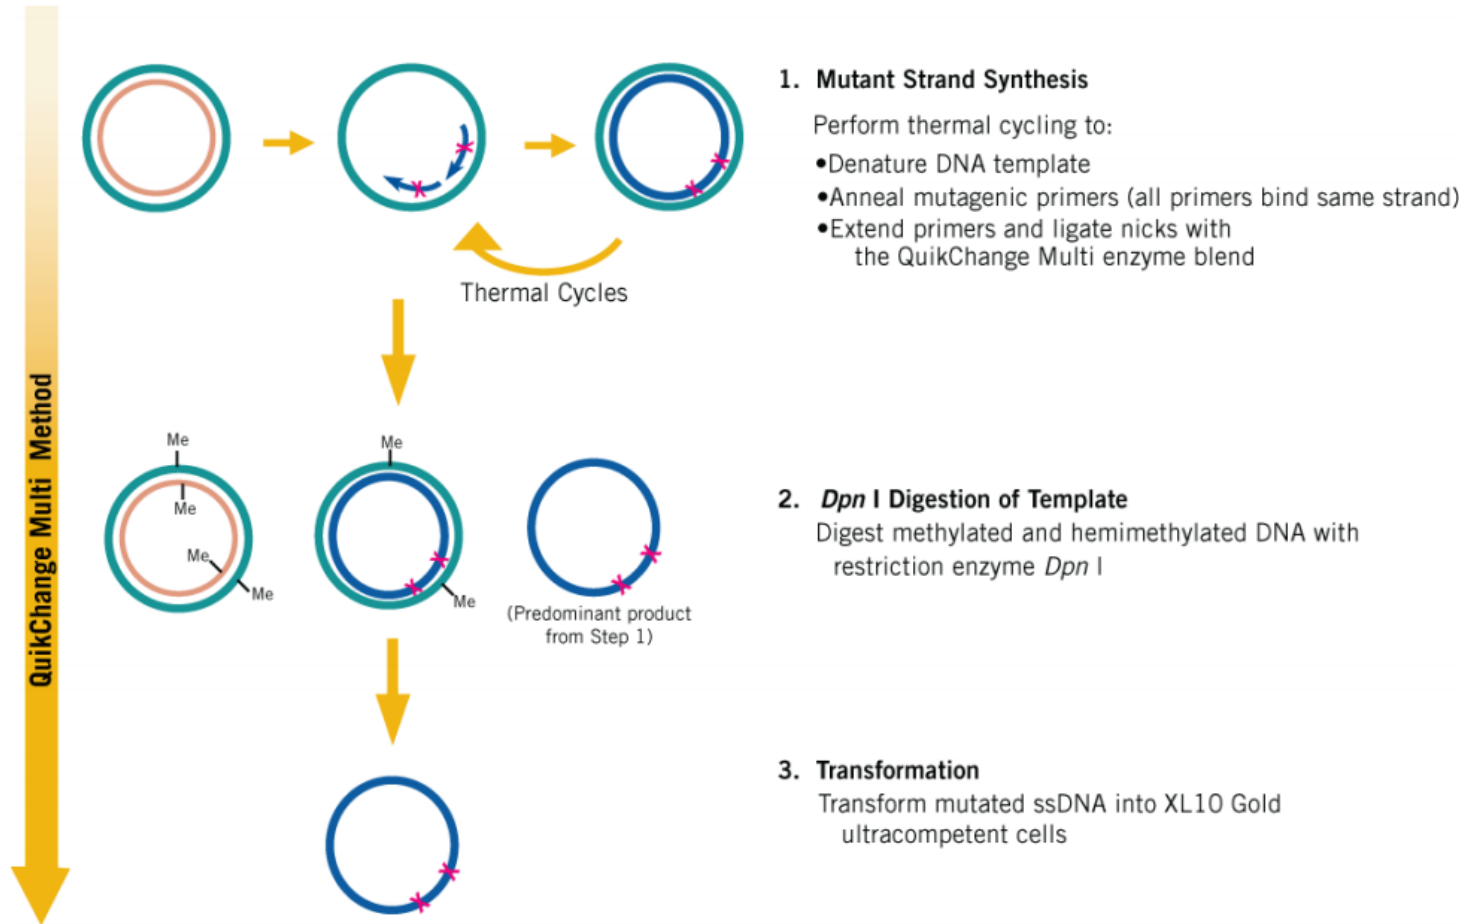 QuikChange Multi Method
1. Mutant Strand Synthesis
Perform thermal cycling to:
•Denature DNA template
•Anneal mutagenic primers (all primers bind same strand)
•Extend primers and ligate nicks with
the QuikChange Multi enzyme blend
Thermal Cycles
Me
Me
Me
Me
Me
Me
(Predominant product
from Step 1)
2. Dpn I Digestion of Template
Digest methylated and hemimethylated DNA with
restriction enzyme Dpn I
3. Transformation
Transform mutated ssDNA into XL10 Gold
ultracompetent cells